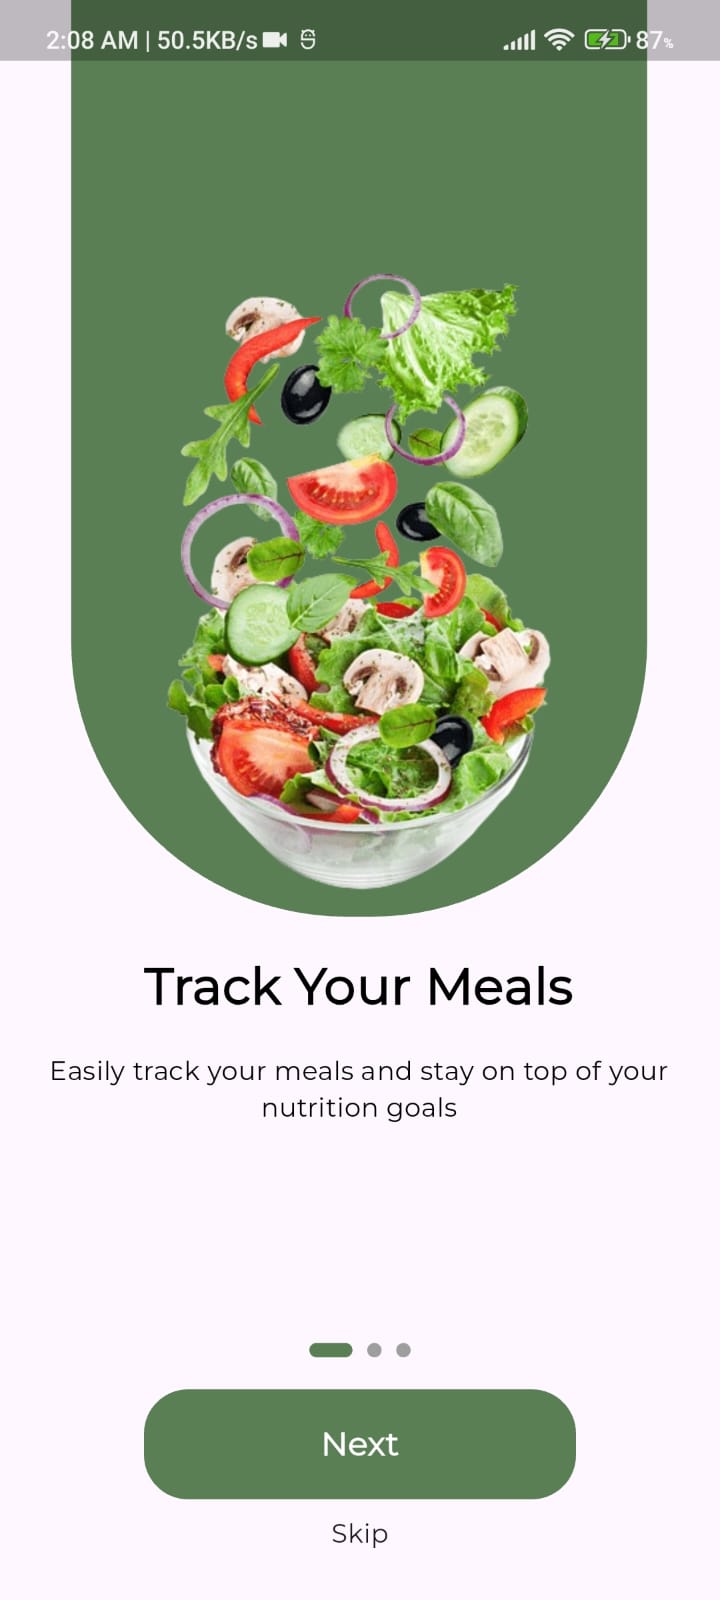 2:08 AM | 50.5KB/s 87%
Track Your Meals
Easily track your meals and stay on top of your
nutrition goals
Next
Skip